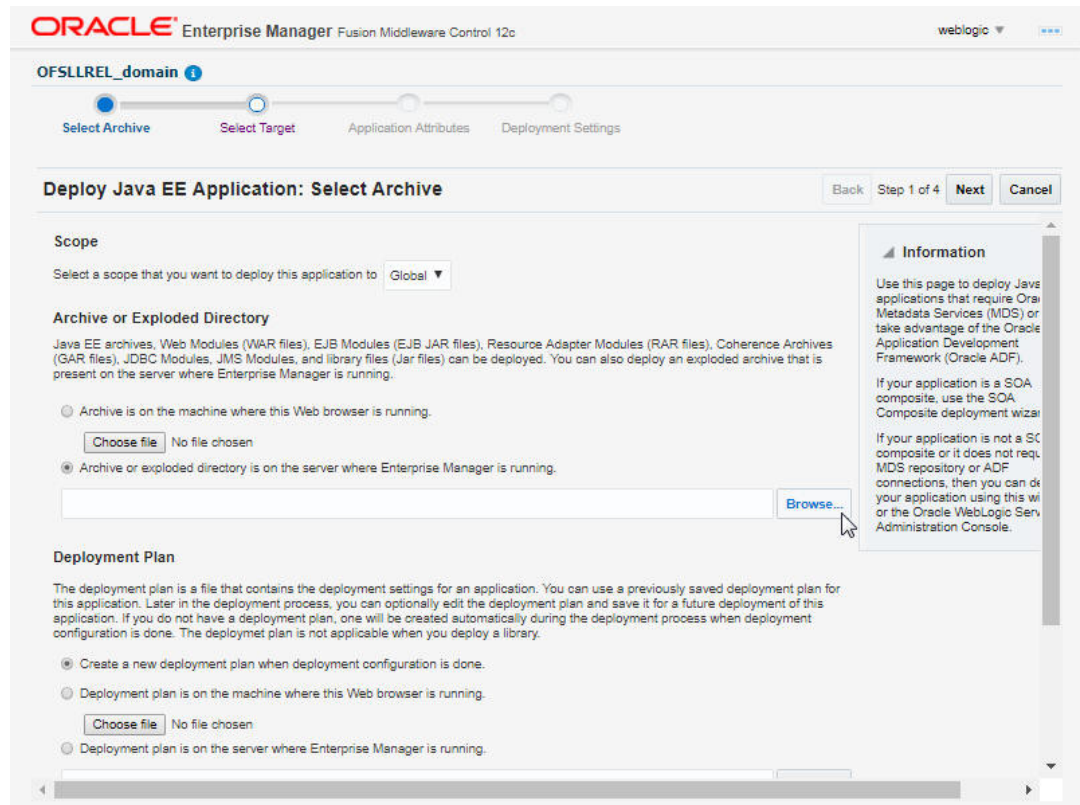 ORACLE Enterprise Manager Fusion Middleware Control 12c
weblogic
OFSLLREL_domain
Select Archive
Select Target
Application Attributes
Deployment Settings
Deploy Java EE Application: Select Archive
Back
Step 1 of 4
Next
Cancel
Scope
Select a scope that you want to deploy this application to
Global
Archive or Exploded Directory
Java EE archives, Web Modules (WAR files), EJB Modules (EJB JAR files), Resource Adapter Modules (RAR files), Coherence Archives
(GAR files), JDBC Modules, JMS Modules, and library files (Jar files) can be deployed. You can also deploy an exploded archive that is
present on the server where Enterprise Manager is running.
Archive is on the machine where this Web browser is running.
Choose file No file chosen
Archive or exploded directory is on the server where Enterprise Manager is running.
Browse...
Deployment Plan
The deployment plan is a file that contains the deployment settings for an application. You can use a previously saved deployment plan for
this application. Later in the deployment process, you can optionally edit the deployment plan and save it for a future deployment of this
application. If you do not have a deployment plan, one will be created automatically during the deployment process when deployment
configuration is done. The deploymet plan is not applicable when you deploy a library.
Create a new deployment plan when deployment configuration is done.
Deployment plan is on the machine where this Web browser is running.
Choose file No file chosen
Deployment plan is on the server where Enterprise Manager is running.
Information
Use this page to deploy Java
applications that require
Metadata Services (MDS) or
take advantage of the Oracle
Application Development
Framework (Oracle ADF).
If your application is a SOA
composite, use the SOA
Composite deployment
If your application is not a
composite or it does not
MDS repository or ADF
connections, then you can
your application using this
or the Oracle WebLogic
Administration Console.